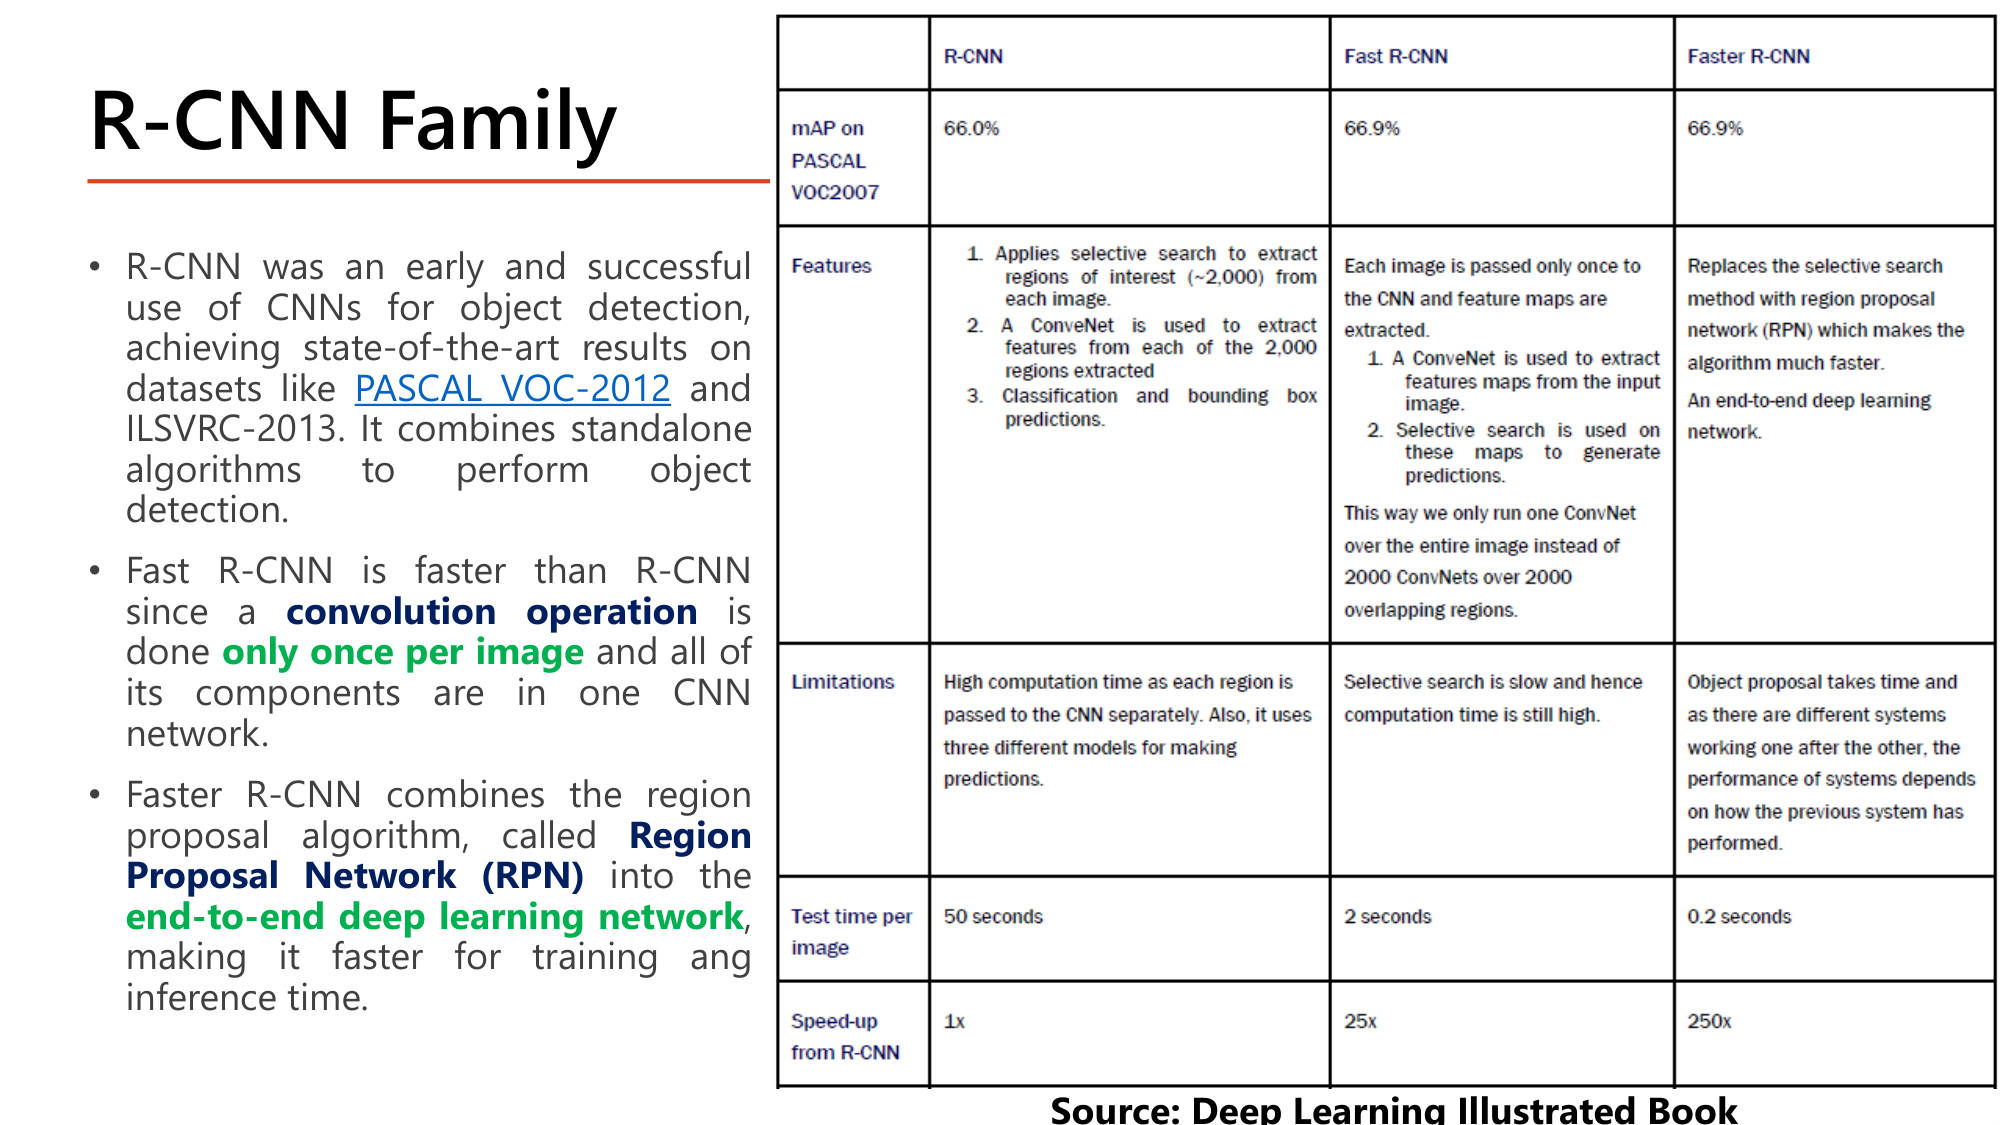 R-CNN Family
• R-CNN was an early and successful
use of CNNs for object detection,
achieving state-of-the-art results on
datasets like PASCAL VOC-2012 and
ILSVRC-2013. It combines standalone
algorithms to perform object
detection.
• Fast R-CNN is faster than R-CNN
since a convolution operation is
done only once per image and all of
its components are in one CNN
network.
• Faster R-CNN combines the region
proposal algorithm, called Region
Proposal Network (RPN) into the
end-to-end deep learning network,
making it faster for training ang
inference time.
R-CNN
Fast R-CNN
Faster R-CNN
mAP on
PASCAL
VOC2007
66.0%
66.9%
66.9%
Features
1. Applies selective search to extract
regions of interest (~2,000) from
each image.
2. A ConveNet is used to extract
features from each of the 2,000
regions extracted
3. Classification and bounding box
predictions.
Each image is passed only once to
the CNN and feature maps are
extracted.
1. A ConveNet is used to extract
features maps from the input
image.
2. Selective search is used on
these maps to generate
predictions.
This way we only run one ConvNet
over the entire image instead of
2000 ConvNets over 2000
overlapping regions.
Replaces the selective search
method with region proposal
network (RPN) which makes the
algorithm much faster.
An end-to-end deep learning
network.
Limitations
High computation time as each region is
passed to the CNN separately. Also, it uses
three different models for making
predictions.
Selective search is slow and hence
computation time is still high.
Object proposal takes time and
as there are different systems
working one after the other, the
performance of systems depends
on how the previous system has
performed.
Test time per
image
50 seconds
2 seconds
0.2 seconds
Speed-up
from R-CNN
1x
25x
250x
Source: Deep Learning Illustrated Book